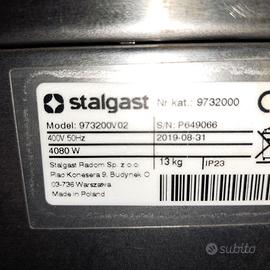 stalgast Nr kat.: 9732000
Model: 973200V02 S/N: P649066
400V 50Hz 2019-08-31
4080 W 13 kg IP23
Stalgast Radom Sp. z o.o.
Plac Konesera 9, Budynek O
03-736 Warszawa
Made in Poland
subito